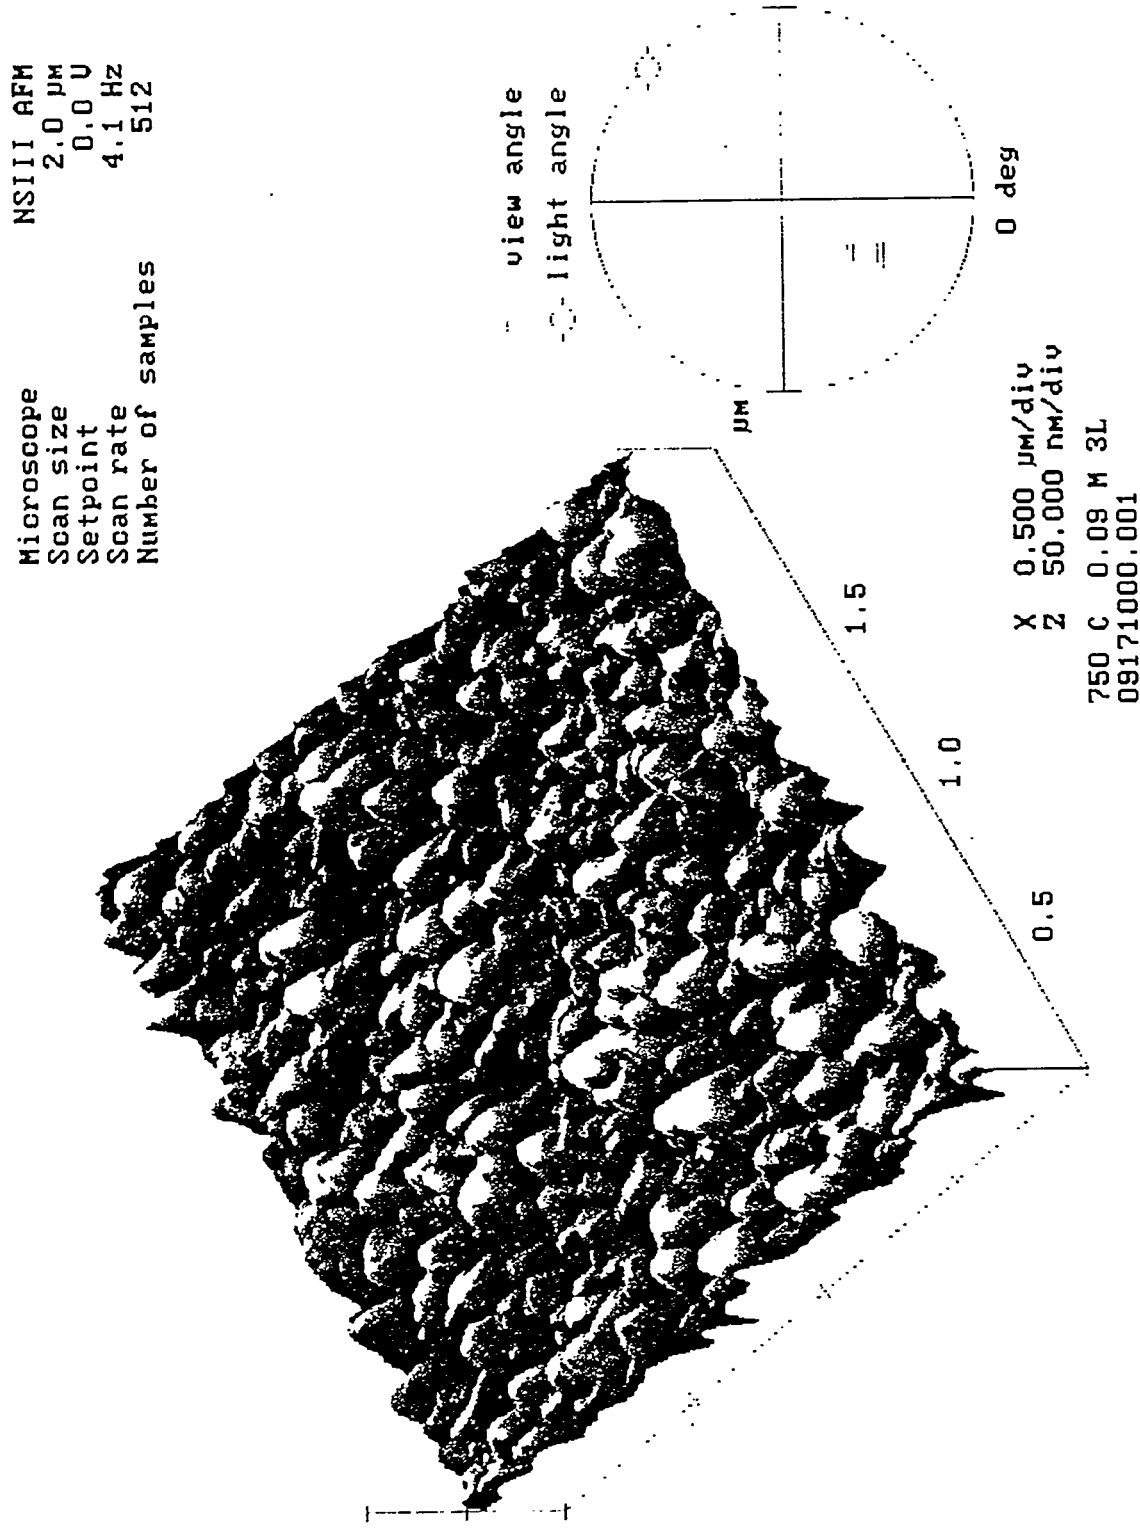 Microscope NSIII AFM
Scan size 2.0 µm
Setpoint 0.0 V
Scan rate 4.1 Hz
Number of samples 512
view angle
light angle
0 deg
µm
1.5
1.0
0.5
X 0.500 µm/div
Z 50.000 nm/div
750 C 0.09 M 3L
09171000.001